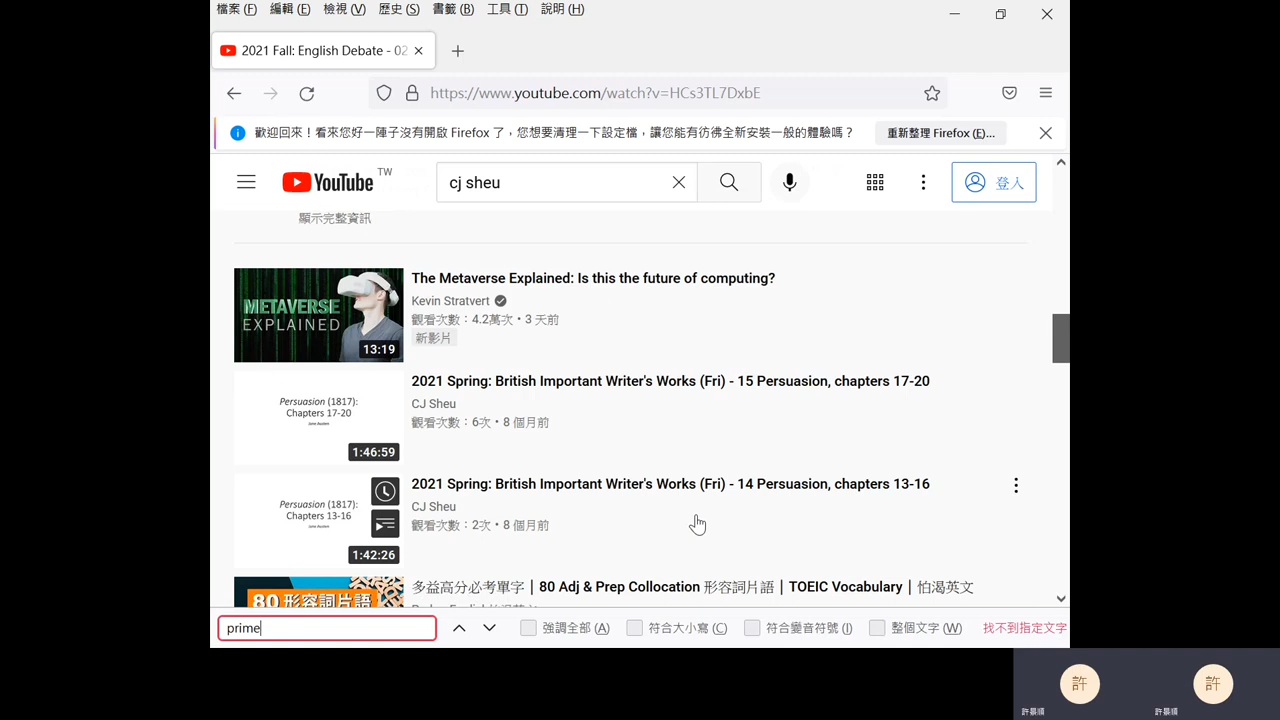 檔案 (F) 編輯 (E) 檢視 (V) 歷史 (S) 書籤 (B) 工具 (T) 說明 (H)
2021 Fall: English Debate - 02
https://www.youtube.com/watch?v=HCs3TL7DxbE
歡迎回來！看來您好一陣子沒有開啟 Firefox 了，您想要清理一下設定檔，讓您能有彷彿全新安裝一般的體驗嗎？ 重新整理 Firefox (E)...
YouTube TW
cj sheu
登入
顯示完整資訊
METAVERSE
EXPLAINED
13:19
The Metaverse Explained: Is this the future of computing?
Kevin Stratvert
觀看次數：4.2萬次・3 天前
新影片
Persuasion (1817):
Chapters 17-20
Jane Austen
1:46:59
2021 Spring: British Important Writer's Works (Fri) - 15 Persuasion, chapters 17-20
CJ Sheu
觀看次數：6次・8 個月前
Persuasion (1817):
Chapters 13-16
Jane Austen
1:42:26
2021 Spring: British Important Writer's Works (Fri) - 14 Persuasion, chapters 13-16
CJ Sheu
觀看次數：2次・8 個月前
80 形容詞片語
多益高分必考單字｜80 Adj & Prep Collocation 形容詞片語｜TOEIC Vocabulary｜怕渴英文
prime
強調全部 (A) 符合大小寫 (C) 符合變音符號 (I) 整個文字 (W) 找不到指定文字
許 許
許景順 許景順